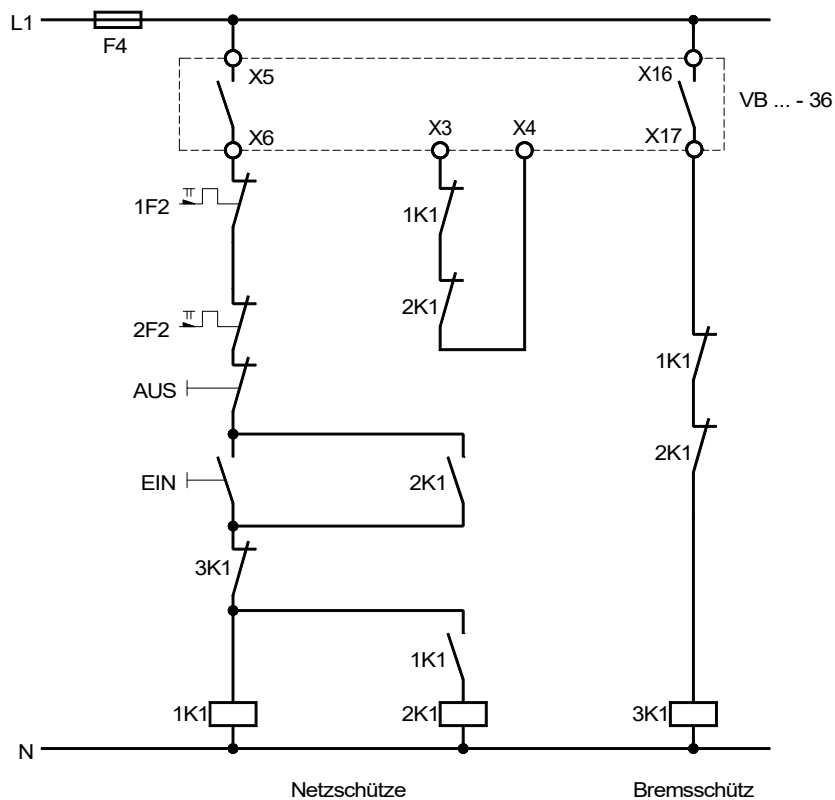 L1
F4
X5
X16
VB ... - 36
X6
X3
X4
X17
1F2
1K1
2F2
2K1
1K1
AUS
2K1
EIN
2K1
3K1
1K1
1K1
2K1
3K1
N
Netzschütze
Bremsschütz